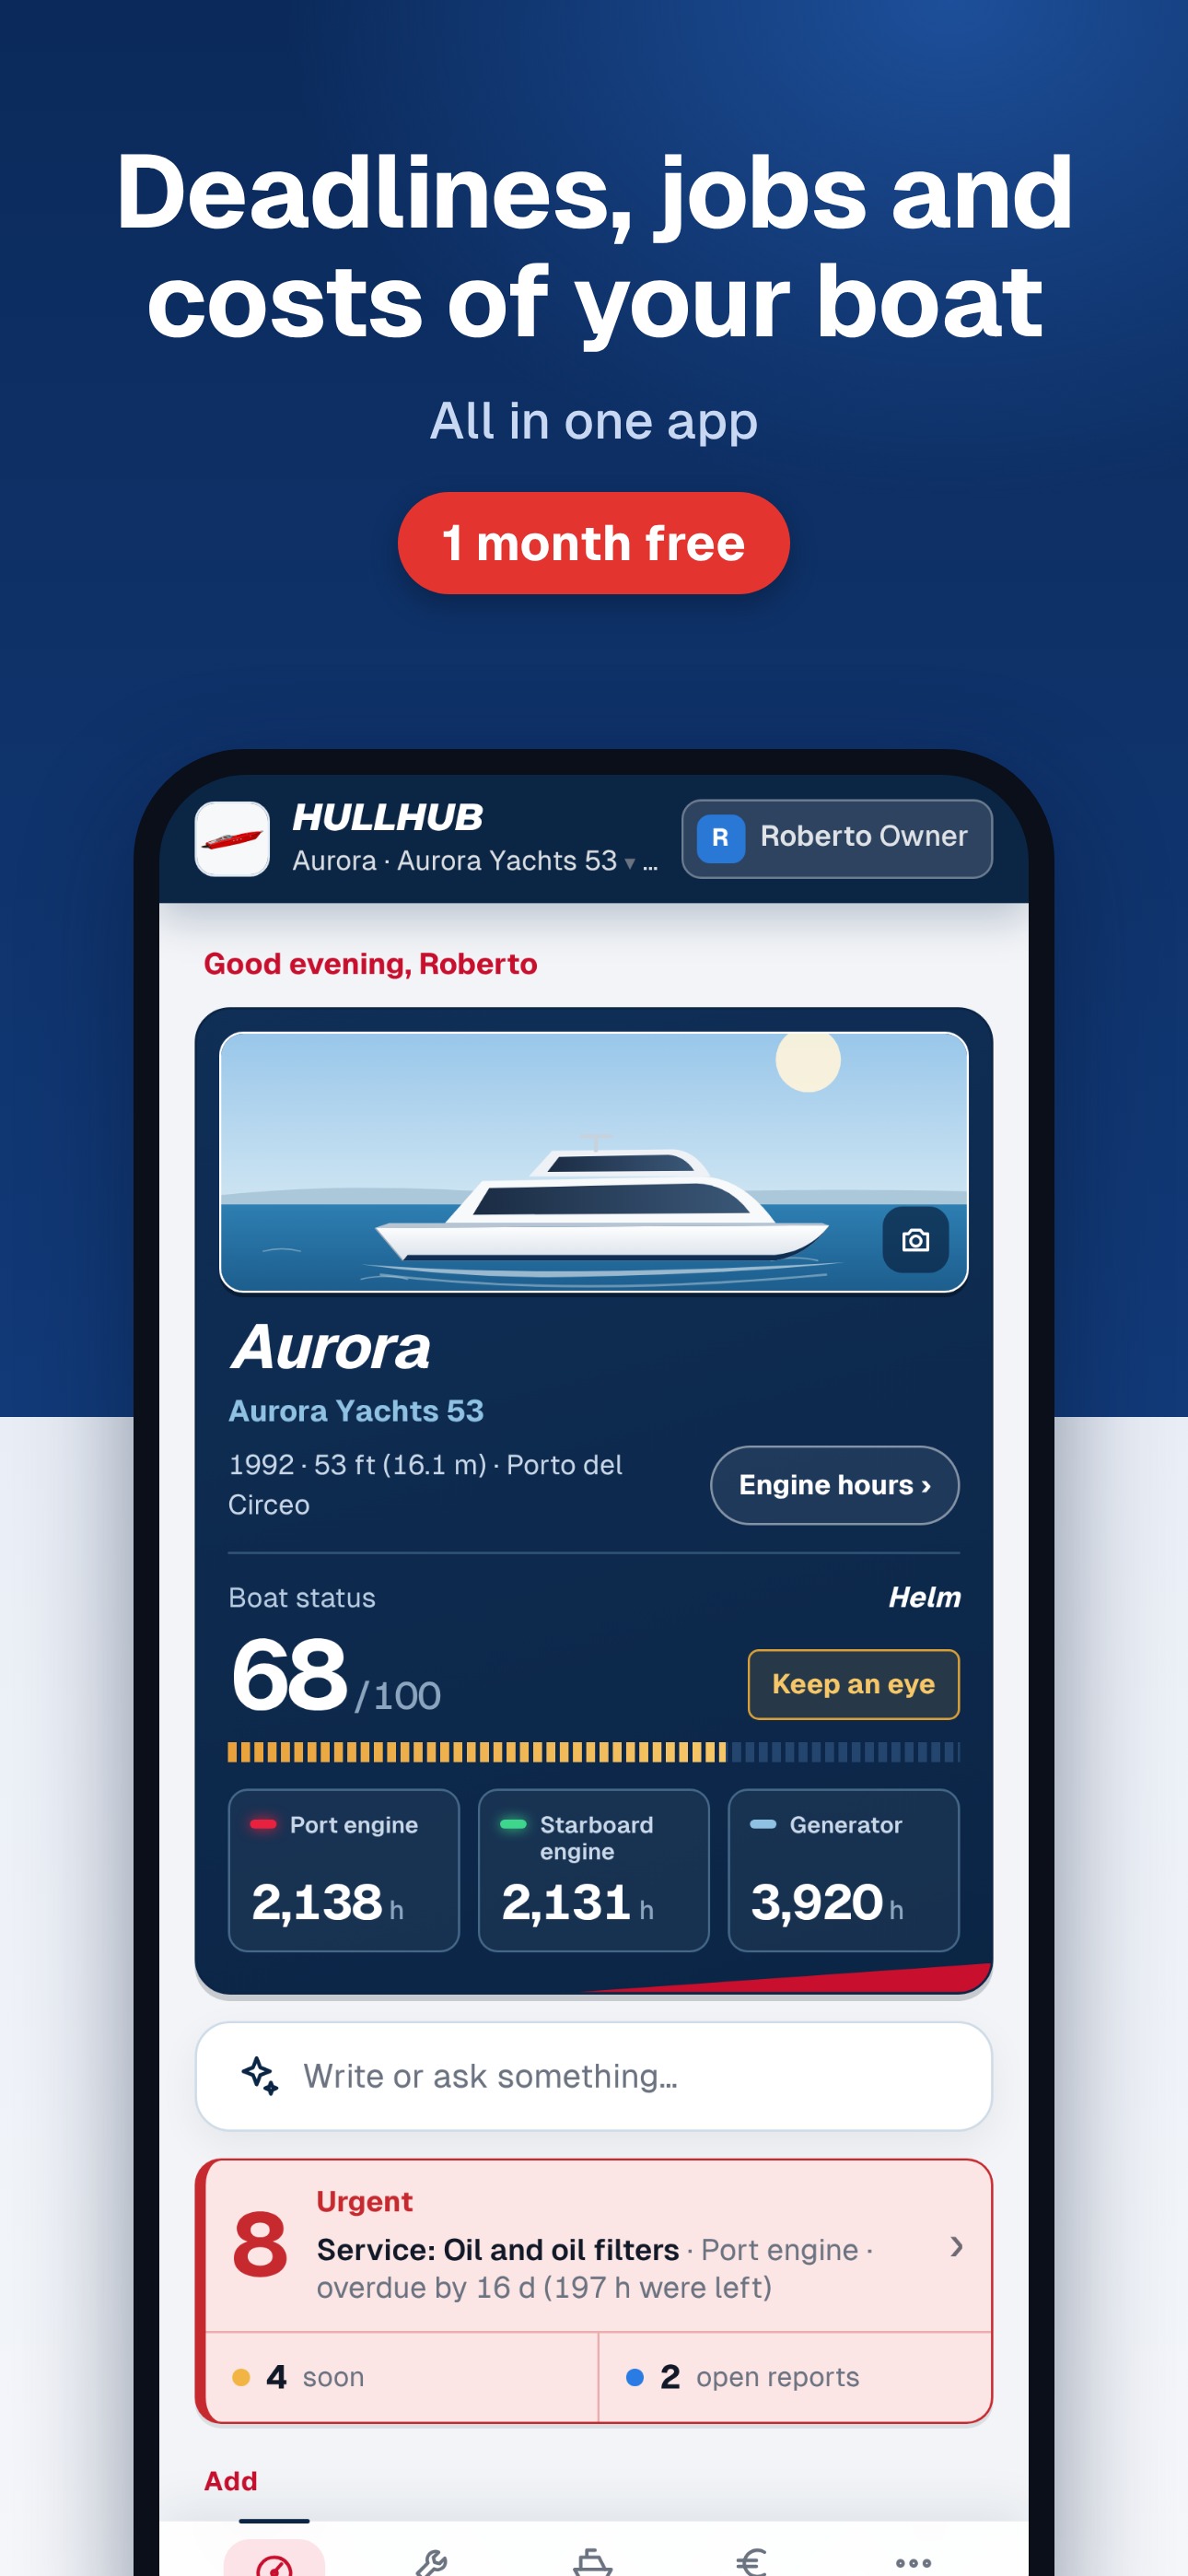 Deadlines, jobs and
costs of your boat
All in one app
1 month free
HULLHUB
Aurora · Aurora Yachts 53 ▾ ...
R Roberto Owner
Good evening, Roberto
Aurora
Aurora Yachts 53
1992 · 53 ft (16.1 m) · Porto del
Circeo
Engine hours ›
Boat status
Helm
68/100
Keep an eye
Port engine
2,138 h
Starboard
engine
2,131 h
Generator
3,920 h
Write or ask something...
8
Urgent
Service: Oil and oil filters · Port engine ·
overdue by 16 d (197 h were left)
4 soon
2 open reports
Add